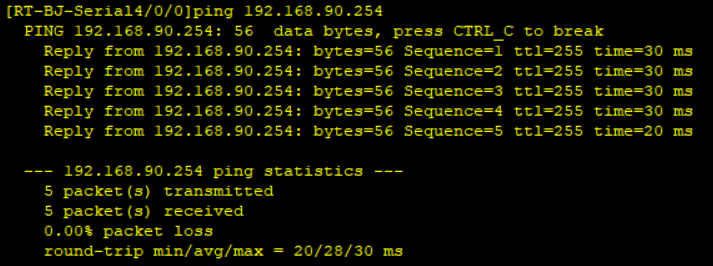 [RT-BJ-Serial4/0/0]ping 192.168.90.254
PING 192.168.90.254: 56  data bytes, press CTRL_C to break
Reply from 192.168.90.254: bytes=56 Sequence=1 ttl=255 time=30 ms
Reply from 192.168.90.254: bytes=56 Sequence=2 ttl=255 time=30 ms
Reply from 192.168.90.254: bytes=56 Sequence=3 ttl=255 time=30 ms
Reply from 192.168.90.254: bytes=56 Sequence=4 ttl=255 time=30 ms
Reply from 192.168.90.254: bytes=56 Sequence=5 ttl=255 time=20 ms
--- 192.168.90.254 ping statistics ---
5 packet(s) transmitted
5 packet(s) received
0.00% packet loss
round-trip min/avg/max = 20/28/30 ms